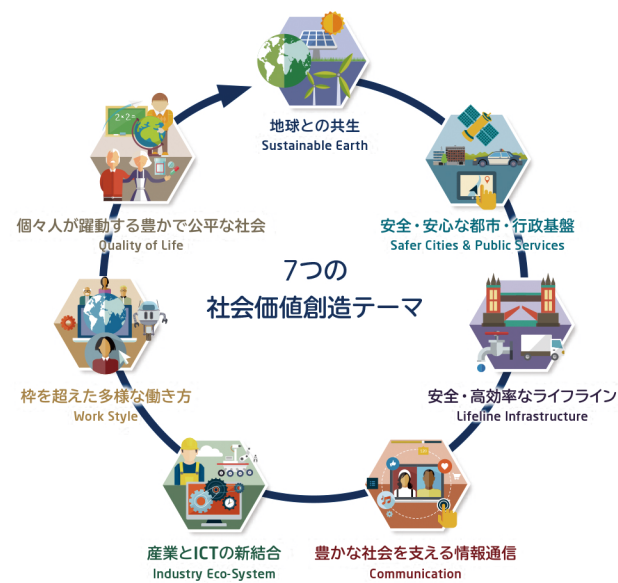 地球との共生
Sustainable Earth
安全・安心な都市・行政基盤
Safer Cities & Public Services
安全・高効率なライフライン
Lifeline Infrastructure
豊かな社会を支える情報通信
Communication
産業とICTの新結合
Industry Eco-System
枠を超えた多様な働き方
Work Style
個々人が躍動する豊かで公平な社会
Quality of Life
2×2=
7つの
社会価値創造テーマ